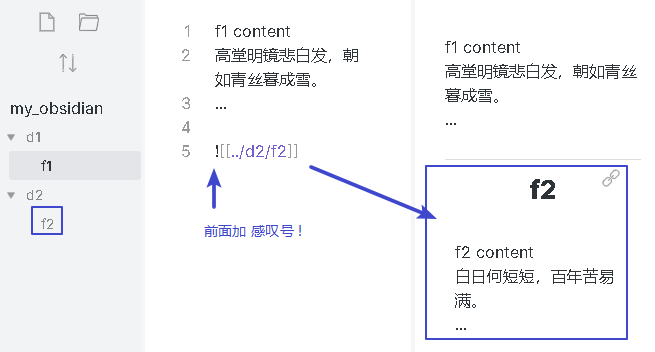 my_obsidian
d1
f1
d2
f2
1 f1 content
2 高堂明镜悲白发，朝
如青丝暮成雪。
3 ...
4
5 ![[../d2/f2]]
前面加 感叹号！
f1 content
高堂明镜悲白发，朝如青丝
暮成雪。
...
f2
f2 content
白日何短短，百年苦易
满。
...